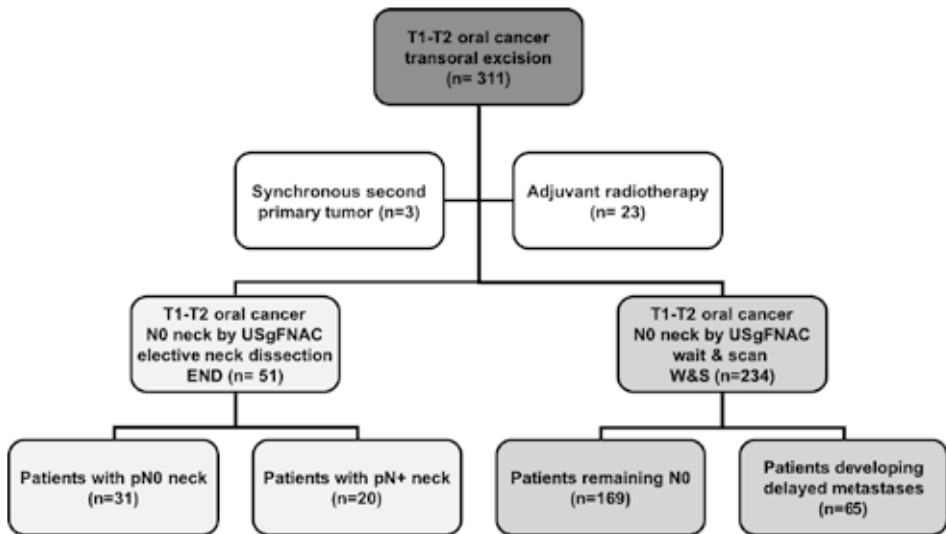 T1-T2 oral cancer
transoral excision
(n= 311)
Synchronous second
primary tumor (n=3)
Adjuvant radiotherapy
(n= 23)
T1-T2 oral cancer
N0 neck by USgFNAC
elective neck dissection
END (n= 51)
T1-T2 oral cancer
N0 neck by USgFNAC
wait & scan
W&S (n=234)
Patients with pN0 neck
(n=31)
Patients with pN+ neck
(n=20)
Patients remaining N0
(n=169)
Patients developing
delayed metastases
(n=65)